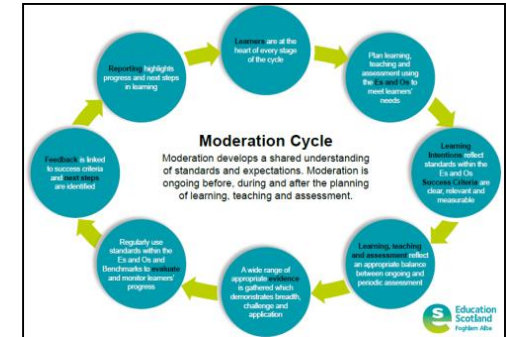 Learners are at the
heart of every stage
of the cycle
Plan learning,
teaching and
assessment using
the Es and Os to
meet learners'
needs
Learning
Intentions reflect
standards within the
Es and Os
Success Criteria are
clear, relevant and
measurable
Learning, teaching
and assessment reflect
an appropriate balance
between ongoing and
periodic assessment
A wide range of
appropriate evidence
is gathered which
demonstrates breadth,
challenge and
application
Regularly use
standards within the
Es and Os and
Benchmarks to evaluate
and monitor learners'
progress
Feedback is linked
to success criteria
and next steps
are identified
Reporting highlights
progress and next steps
in learning
Moderation Cycle
Moderation develops a shared understanding
of standards and expectations. Moderation is
ongoing before, during and after the planning
of learning, teaching and assessment.
Education
Scotland
Foghlam Alba